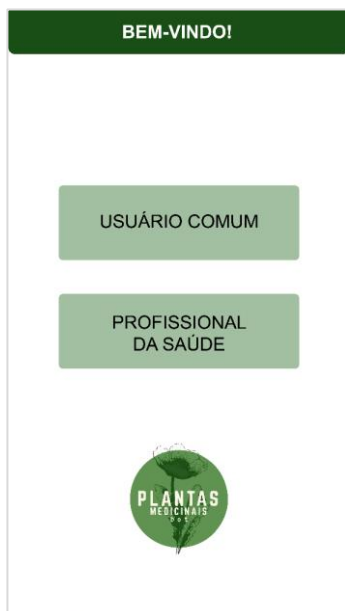 BEM-VINDO!
USUÁRIO COMUM
PROFISSIONAL
DA SAÚDE
PLANTAS
MEDICINAIS